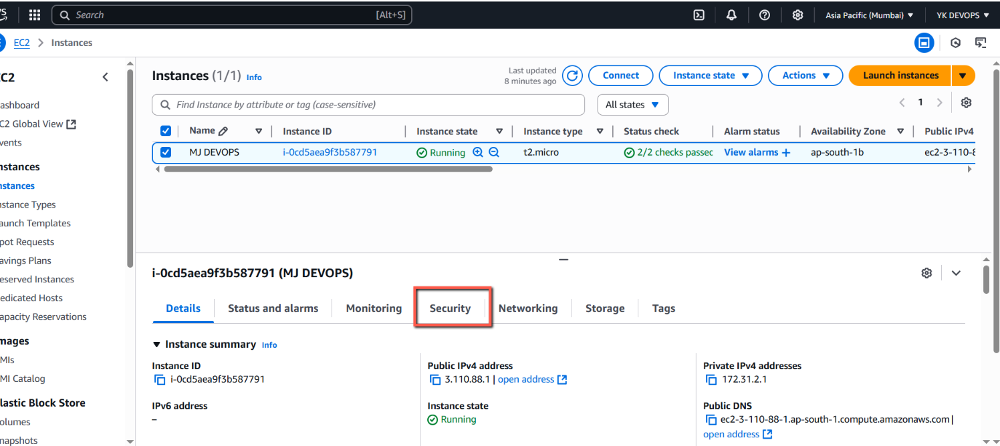 Search [Alt+S] Asia Pacific (Mumbai) YK DEVOPS
EC2 Instances
EC2
ashboard
C2 Global View
vents
nstances
nstances
nstance Types
aunch Templates
pot Requests
avings Plans
eserved Instances
edicated Hosts
apacity Reservations
mages
MIs
MI Catalog
lastic Block Store
olumes
napshots
Instances (1/1) Info
Last updated
8 minutes ago
Connect Instance state Actions Launch instances
Find Instance by attribute or tag (case-sensitive) All states 1
Name Instance ID Instance state Instance type Status check Alarm status Availability Zone Public IPv4
MJ DEVOPS i-0cd5aea9f3b587791 Running t2.micro 2/2 checks passec View alarms + ap-south-1b ec2-3-110-8
i-0cd5aea9f3b587791 (MJ DEVOPS)
Details Status and alarms Monitoring Security Networking Storage Tags
Instance summary Info
Instance ID
i-0cd5aea9f3b587791
Public IPv4 address
3.110.88.1 | open address
Private IPv4 addresses
172.31.2.1
IPv6 address
–
Instance state
Running
Public DNS
ec2-3-110-88-1.ap-south-1.compute.amazonaws.com |
open address